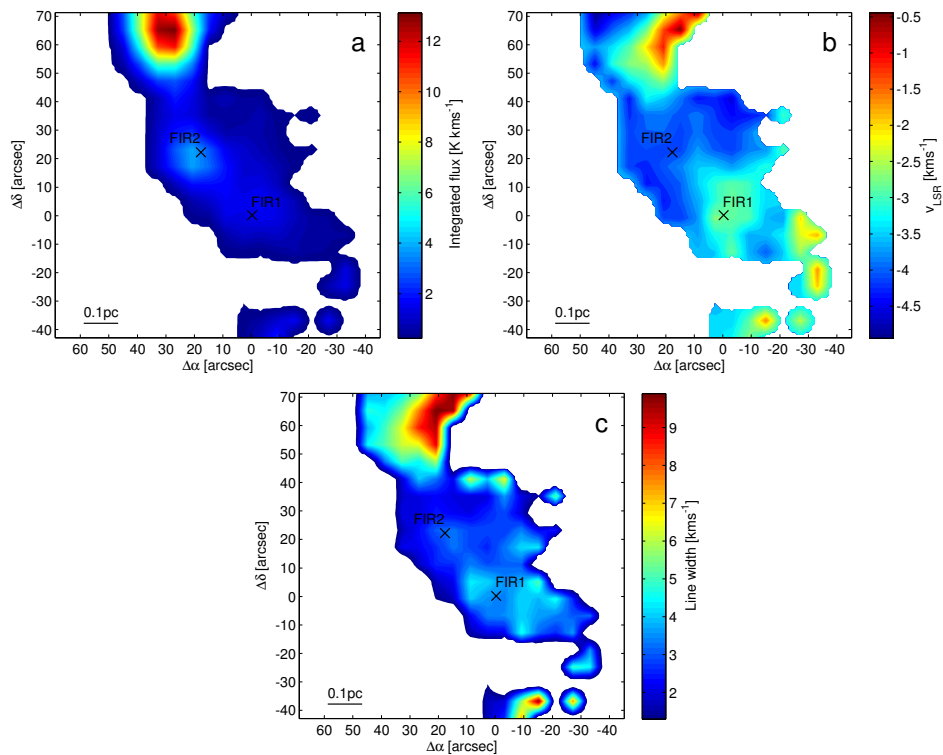 a
70
60
50
40
30
20
10
0
-10
-20
-30
-40
Δδ [arcsec]
FIR2
FIR1
0.1pc
60 50 40 30 20 10 0 -10 -20 -30 -40
Δα [arcsec]
12
10
8
6
4
2
Integrated flux [K kms⁻¹]
b
70
60
50
40
30
20
10
0
-10
-20
-30
-40
Δδ [arcsec]
FIR2
FIR1
0.1pc
60 50 40 30 20 10 0 -10 -20 -30 -40
Δα [arcsec]
-0.5
-1
-1.5
-2
-2.5
-3
-3.5
-4
-4.5
v_LSR [kms⁻¹]
c
70
60
50
40
30
20
10
0
-10
-20
-30
-40
Δδ [arcsec]
FIR2
FIR1
0.1pc
60 50 40 30 20 10 0 -10 -20 -30 -40
Δα [arcsec]
9
8
7
6
5
4
3
2
Line width [kms⁻¹]